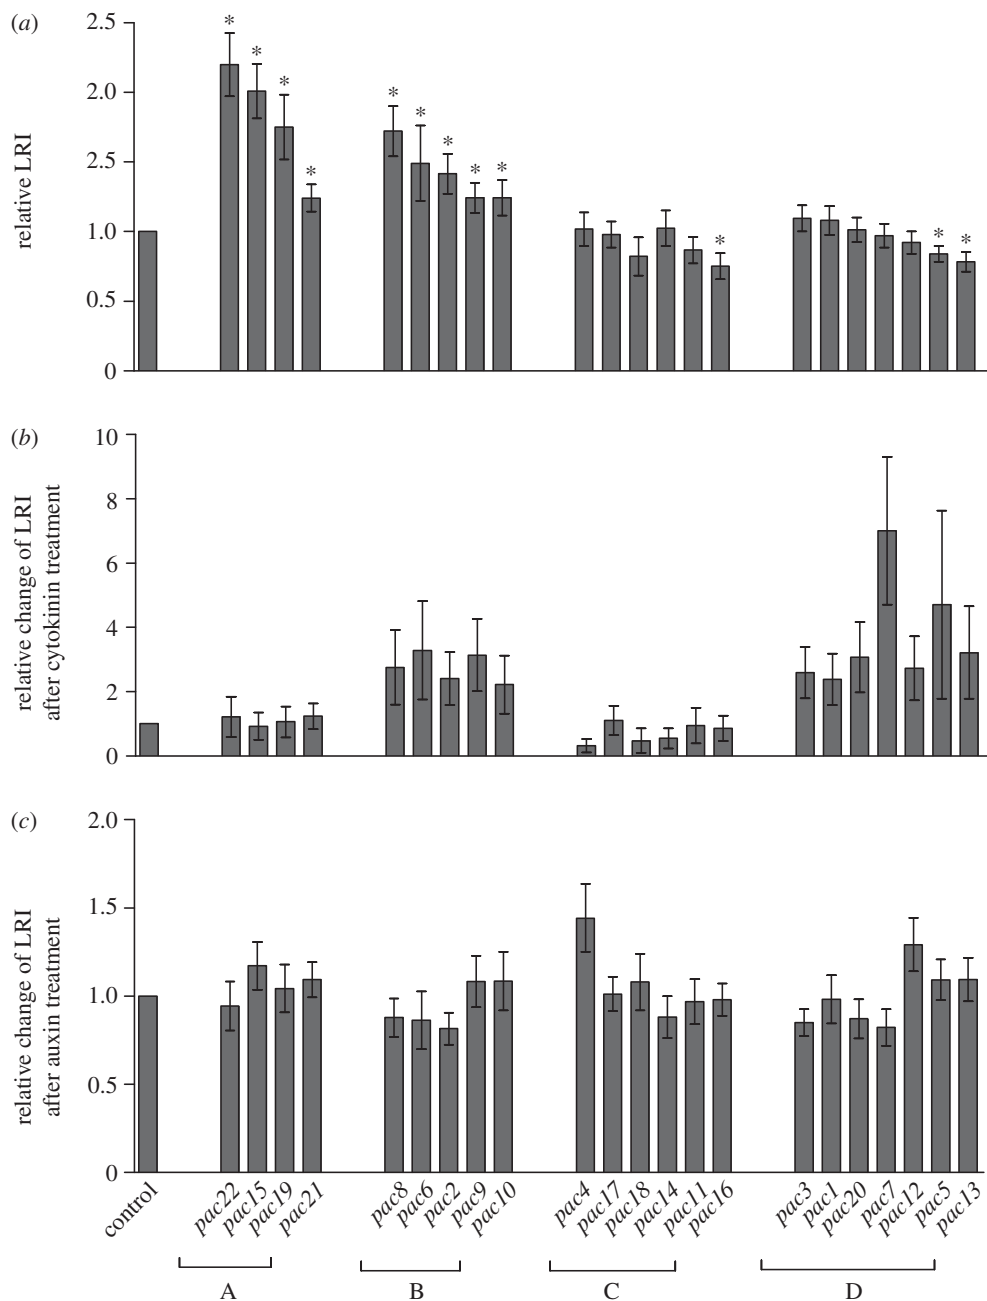 (a)
2.5
2.0
2.5
1.0
0.5
0
relative LRI
* * * *
* * * * *
*
* *
(b)
10
8
6
4
2
0
relative change of LRI
after cytokinin treatment
(c)
2.0
1.5
1.0
0.5
0
relative change of LRI
after auxin treatment
control
pac22
pac15
pac19
pac21
pac8
pac6
pac2
pac9
pac10
pac4
pac17
pac18
pac14
pac11
pac16
pac3
pac1
pac20
pac7
pac12
pac5
pac13
A B C D